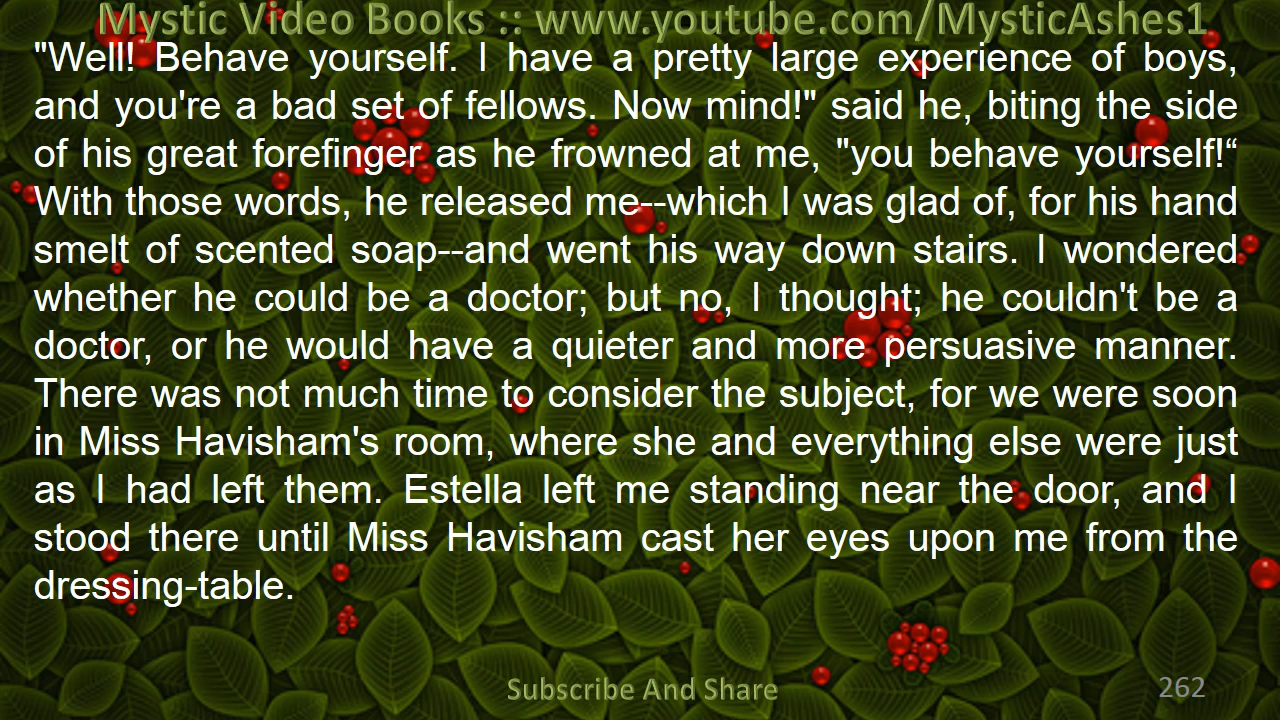 Mystic Video Books :: www.youtube.com/MysticAshes1
"Well! Behave yourself. I have a pretty large experience of boys,
and you're a bad set of fellows. Now mind!" said he, biting the side
of his great forefinger as he frowned at me, "you behave yourself!“
With those words, he released me--which I was glad of, for his hand
smelt of scented soap--and went his way down stairs. I wondered
whether he could be a doctor; but no, I thought; he couldn't be a
doctor, or he would have a quieter and more persuasive manner.
There was not much time to consider the subject, for we were soon
in Miss Havisham's room, where she and everything else were just
as I had left them. Estella left me standing near the door, and I
stood there until Miss Havisham cast her eyes upon me from the
dressing-table.
Subscribe And Share
262